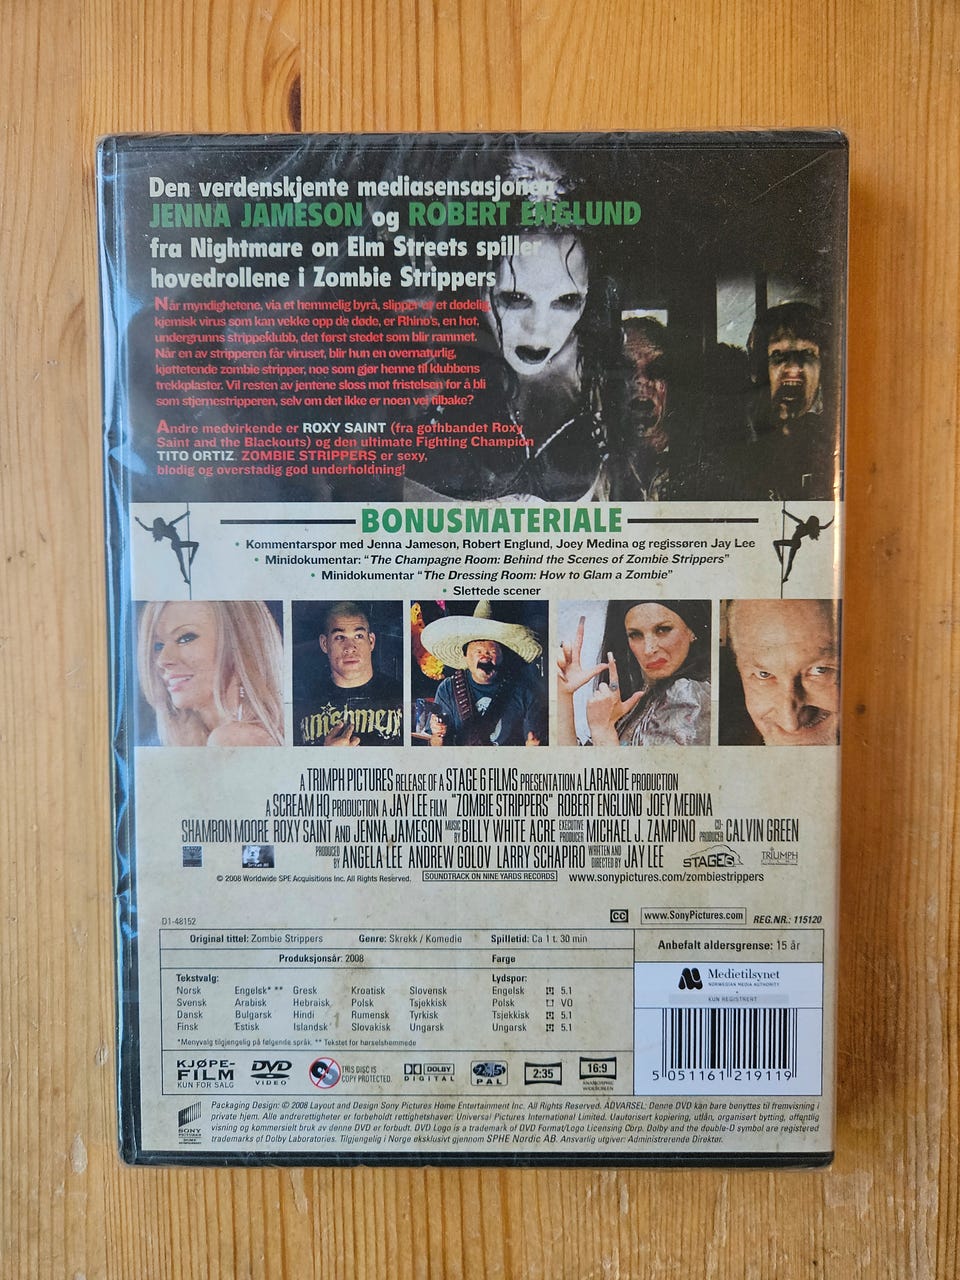 Den verdenskjente mediasensasjonen
JENNA JAMESON og ROBERT ENGLUND
fra Nightmare on Elm Streets spiller
hovedrollene i Zombie Strippers
Når myndighetene, via et hemmelig byrå, slipper ut et dødelig
kjemisk virus som kan vekke opp de døde, er Rhino's, en hot,
undergrunns strippeklubb, det først stedet som blir rammet.
Når en av stripperen får viruset, blir hun en overnaturlig,
kjøttetende zombie stripper, noe som gjør henne til klubbens
trekkplaster. Vil resten av jentene sloss mot fristelsen for å bli
som stjernestripperen, selv om det ikke er noen vei tilbake?
Andre medvirkende er ROXY SAINT (fra gothbandet Roxy
Saint and the Blackouts) og den ultimate Fighting Champion
TITO ORTIZ. ZOMBIE STRIPPERS er sexy,
blodig og overstadig god underholdning!
BONUSMATERIALE
• Kommentarspor med Jenna Jameson, Robert Englund, Joey Medina og regissøren Jay Lee
• Minidokumentar: "The Champagne Room: Behind the Scenes of Zombie Strippers"
• Minidokumentar "The Dressing Room: How to Glam a Zombie"
• Slettede scener
A TRIMPH PICTURES RELEASE OF A STAGE 6 FILMS PRESENTATION A LARANDE PRODUCTION
A SCREAM HQ PRODUCTION A JAY LEE FILM "ZOMBIE STRIPPERS" ROBERT ENGLUND JOEY MEDINA
SHAMRON MOORE ROXY SAINT AND JENNA JAMESON MUSIC BY BILLY WHITE ACRE EXECUTIVE PRODUCER MICHAEL J. ZAMPINO CO-PRODUCER CALVIN GREEN
PRODUCED BY ANGELA LEE ANDREW GOLOV LARRY SCHAPIRO WRITTEN AND DIRECTED BY JAY LEE STAGE 6 TRIUMPH
© 2008 Worldwide SPE Acquisitions Inc. All Rights Reserved. SOUNDTRACK ON NINE YARDS RECORDS www.sonypictures.com/zombiestrippers
D1-48152 CC www.SonyPictures.com REG.NR.: 115120
Original tittel: Zombie Strippers Genre: Skrekk / Komedie Spilletid: Ca 1 t. 30 min
Produksjonsår: 2008 Farge
Anbefalt aldersgrense: 15 år
Tekstvalg: Lydspor:
Norsk Engelsk* ** Gresk Kroatisk Slovensk Engelsk 5.1
Svensk Arabisk Hebraisk Polsk Tsjekkisk Polsk VO
Dansk Bulgarsk Hindi Rumensk Tyrkisk Tsjekkisk 5.1
Finsk Estisk Islandsk Slovakisk Ungarsk Ungarsk 5.1
*Menyvalg tilgjengelig på følgende språk. ** Tekstet for hørselshemmede
Medietilsynet
NORWEGIAN MEDIA AUTHORITY
KUN REGISTRERT
5 051161 219119
KJØPE-
FILM
KUN FOR SALG
DVD
VIDEO
THIS DISC IS
COPY PROTECTED.
DOLBY
DIGITAL
2 5
PAL
2:35
16:9
ANAMORPHIC
WIDESCREEN
SONY
PICTURES
Packaging Design: © 2008 Layout and Design Sony Pictures Home Entertainment Inc. All Rights Reserved. ADVARSEL: Denne DVD kan bare benyttes til fremvisning i
privat hjem. Alle andrerettigheter er forbeholdt rettighetshaver: Universal Pictures International Limited. Uautorisert kopiering, utlån, organisert bytting, offentlig
visning og kommersielt bruk av denne DVD er forbudt. DVD Logo is a trademark of DVD Format/Logo Licensing Corp. Dolby and the double-D symbol are registered
trademarks of Dolby Laboratories. Tilgjengelig i Norge eksklusivt gjennom SPHE Nordic AB. Ansvarlig utgiver: Administrerende Direktør.